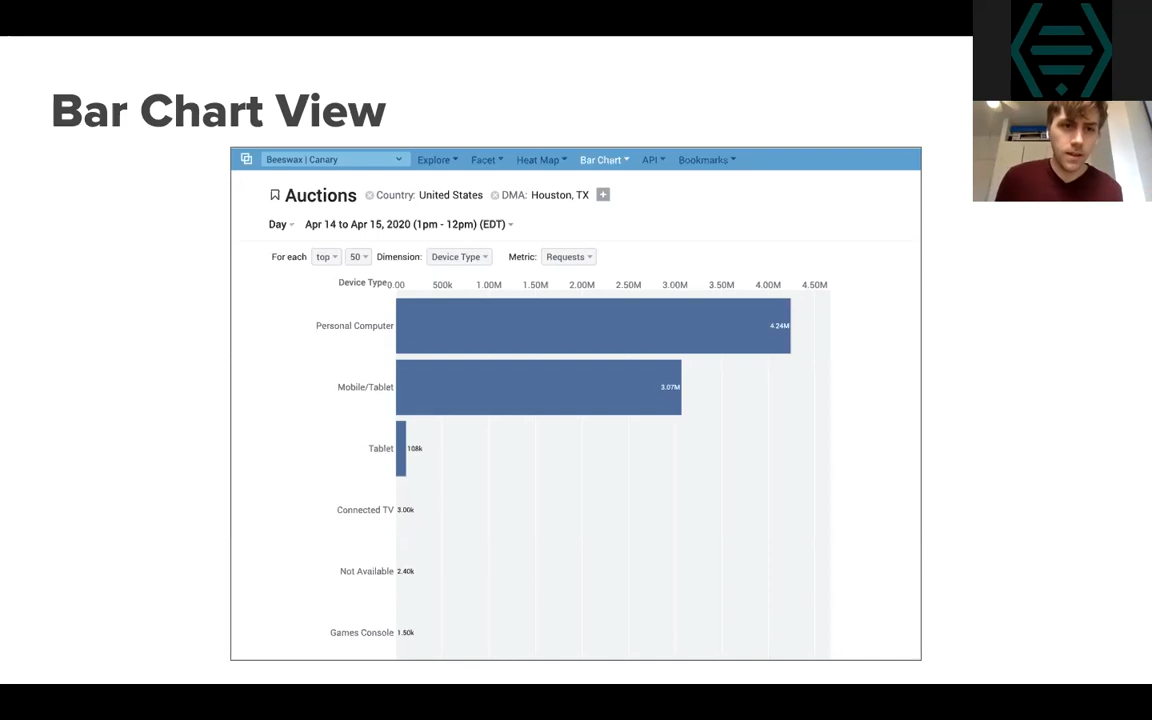 Bar Chart View
Beeswax | Canary Explore Facet Heat Map Bar Chart API Bookmarks
Auctions Country: United States DMA: Houston, TX +
Day Apr 14 to Apr 15, 2020 (1pm - 12pm) (EDT)
For each top 50 Dimension: Device Type Metric: Requests
Device Type 0.00 500k 1.00M 1.50M 2.00M 2.50M 3.00M 3.50M 4.00M 4.50M
Personal Computer 4.24M
Mobile/Tablet 3.07M
Tablet 108k
Connected TV 3.00k
Not Available 2.40k
Games Console 1.50k